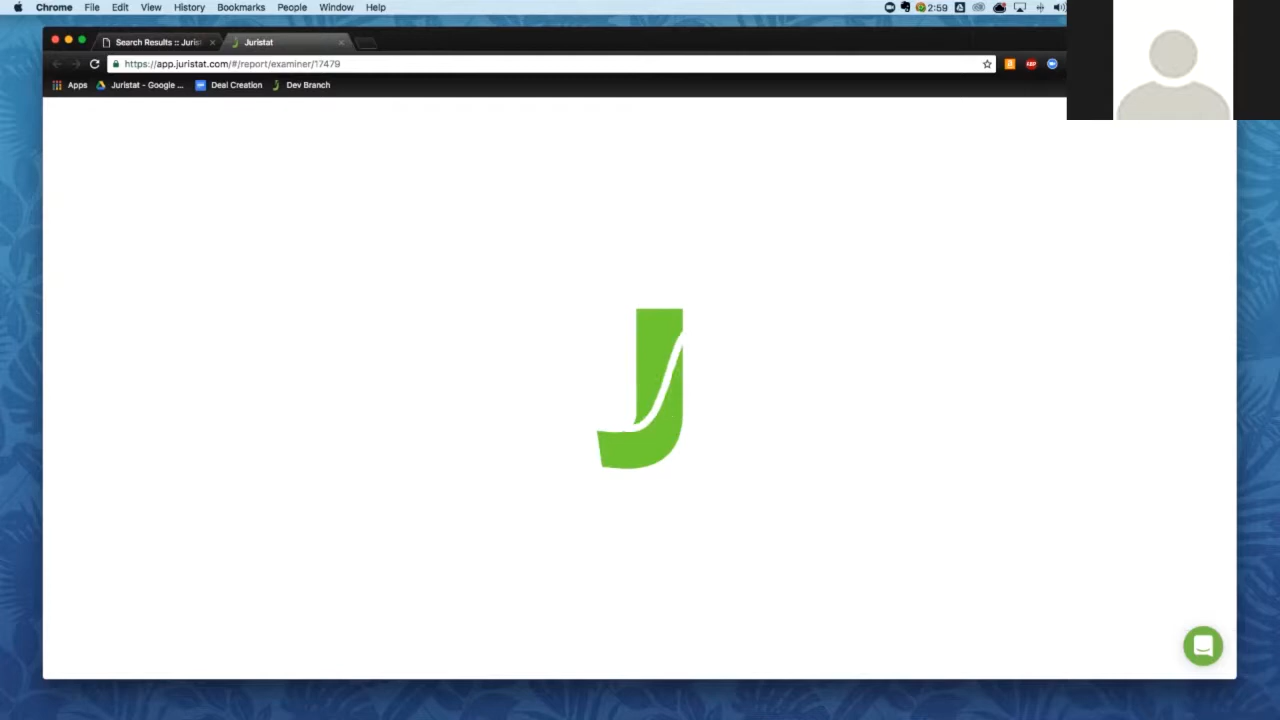 Chrome File Edit View History Bookmarks People Window Help 2:59
Search Results :: Juris Juristat
https://app.juristat.com/#/report/examiner/17479
Apps Juristat - Google ... Deal Creation Dev Branch
J